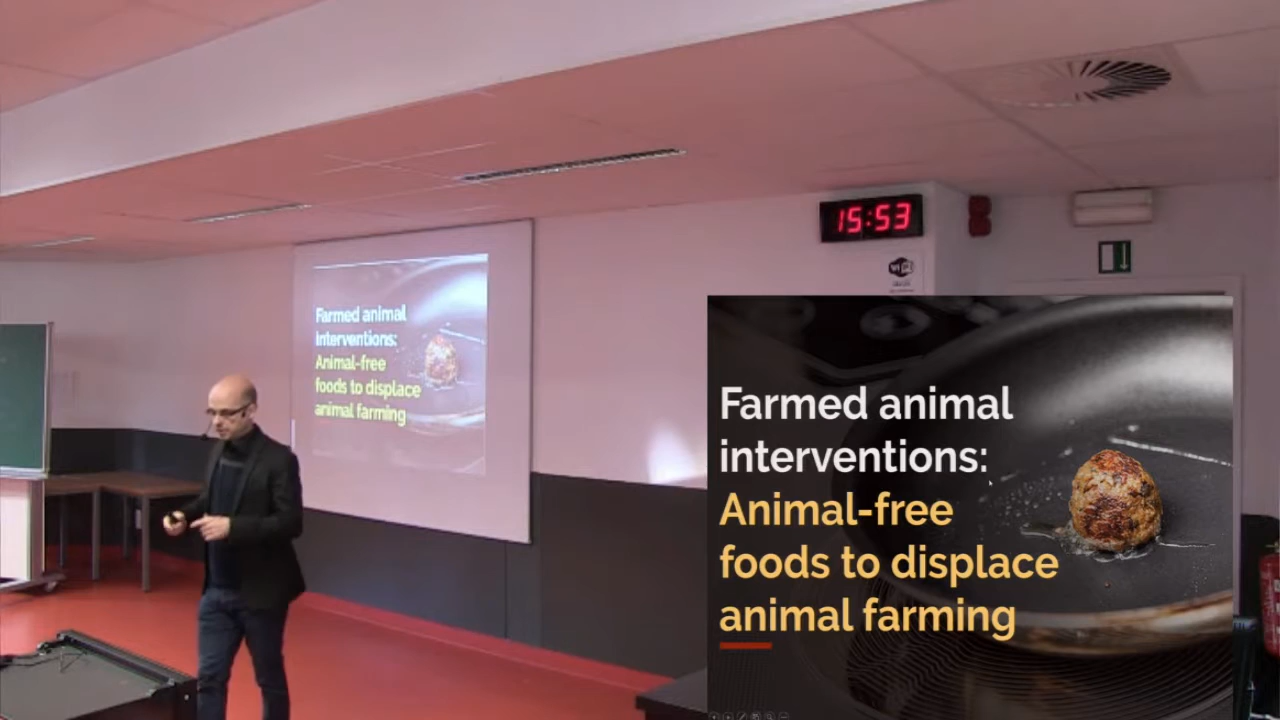 15:53
WiFi
Farmed animal
interventions:
Animal-free
foods to displace
animal farming
Farmed animal
interventions:
Animal-free
foods to displace
animal farming